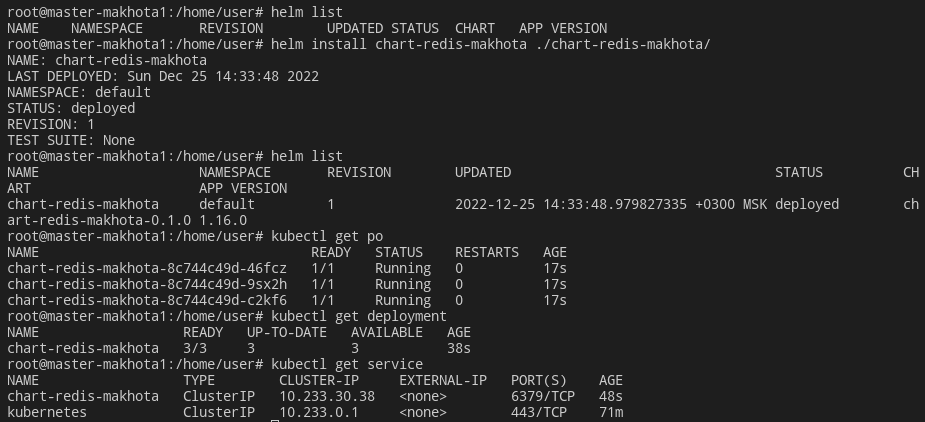 root@master-makhota1:/home/user# helm list
NAME    NAMESPACE       REVISION        UPDATED STATUS  CHART   APP VERSION
root@master-makhota1:/home/user# helm install chart-redis-makhota ./chart-redis-makhota/
NAME: chart-redis-makhota
LAST DEPLOYED: Sun Dec 25 14:33:48 2022
NAMESPACE: default
STATUS: deployed
REVISION: 1
TEST SUITE: None
root@master-makhota1:/home/user# helm list
NAME                    NAMESPACE       REVISION        UPDATED                                 STATUS          CH
ART                     APP VERSION
chart-redis-makhota     default         1               2022-12-25 14:33:48.979827335 +0300 MSK deployed        ch
art-redis-makhota-0.1.0 1.16.0
root@master-makhota1:/home/user# kubectl get po
NAME                                  READY   STATUS    RESTARTS   AGE
chart-redis-makhota-8c744c49d-46fcz   1/1     Running   0          17s
chart-redis-makhota-8c744c49d-9sx2h   1/1     Running   0          17s
chart-redis-makhota-8c744c49d-c2kf6   1/1     Running   0          17s
root@master-makhota1:/home/user# kubectl get deployment
NAME                  READY   UP-TO-DATE   AVAILABLE   AGE
chart-redis-makhota   3/3     3            3           38s
root@master-makhota1:/home/user# kubectl get service
NAME                  TYPE        CLUSTER-IP     EXTERNAL-IP   PORT(S)    AGE
chart-redis-makhota   ClusterIP   10.233.30.38   <none>        6379/TCP   48s
kubernetes            ClusterIP   10.233.0.1     <none>        443/TCP    71m